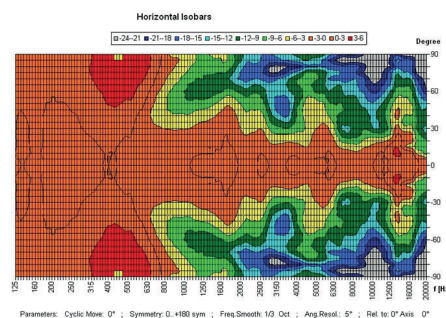 Horizontal Isobars
-24--21 -21--18 -18--15 -15--12 -12--9 -9--6 -6--3 -3-0 0-3 3-6
Degree
90
60
30
0
-30
-60
-90
125 160 200 250 315 400 500 630 800 1000 1250 1600 2000 2500 3150 4000 5000 6300 8000 10000 12500 16000 20000
f [H
Parameters: Cyclic Move: 0° ; Symmetry: 0..+180 sym ; Freq.Smooth: 1/3 Oct ; Ang.Resol.: 5° ; Rel. to: 0° Axis 0°